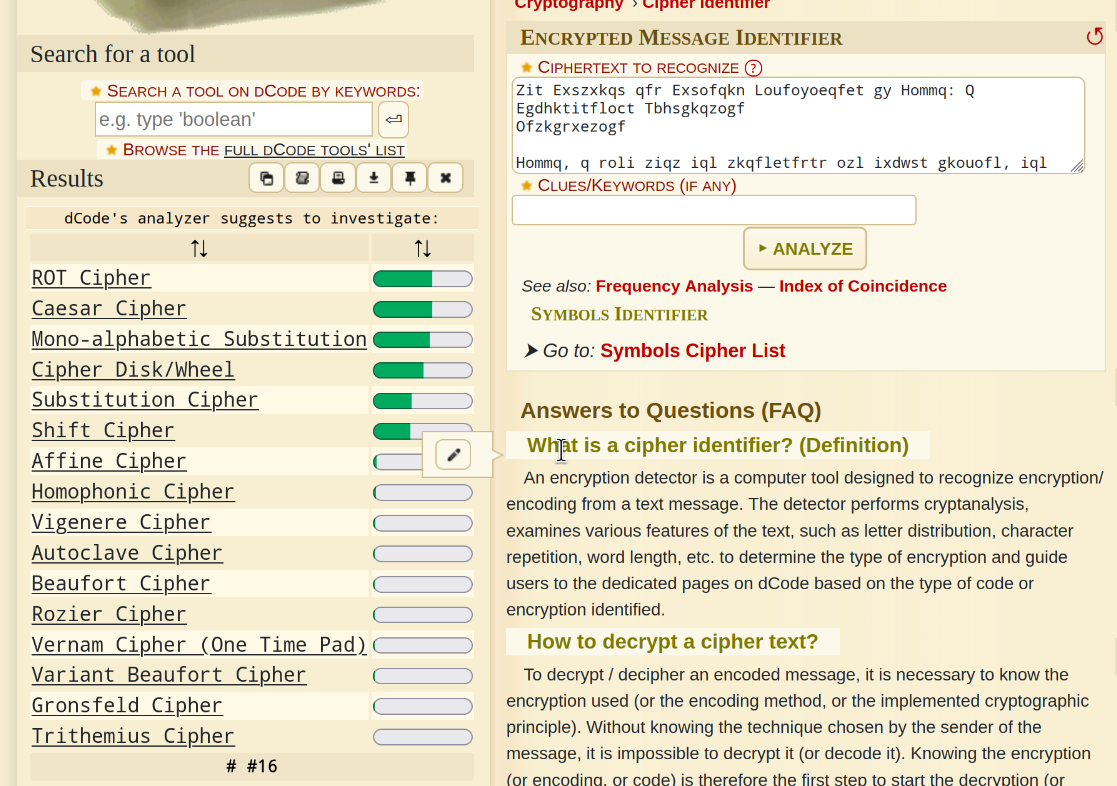 Cryptography › Cipher Identifier
Search for a tool
SEARCH A TOOL ON DCODE BY KEYWORDS:
e.g. type 'boolean'
BROWSE THE FULL DCODE TOOLS' LIST
Results
dCode's analyzer suggests to investigate:
↑↓ ↑↓
ROT Cipher
Caesar Cipher
Mono-alphabetic Substitution
Cipher Disk/Wheel
Substitution Cipher
Shift Cipher
Affine Cipher
Homophonic Cipher
Vigenere Cipher
Autoclave Cipher
Beaufort Cipher
Rozier Cipher
Vernam Cipher (One Time Pad)
Variant Beaufort Cipher
Gronsfeld Cipher
Trithemius Cipher
# #16
ENCRYPTED MESSAGE IDENTIFIER
CIPHERTEXT TO RECOGNIZE ?
Zit Exszxkqs qfr Exsofqkn Loufoyoeqfet gy Hommq: Q
Egdhktitfloct Tbhsgkqzogf
Ofzkgrxezogf
Hommq, q roli ziqz iql zkqfletfrtr ozl ixdwst gkouofl, iql
CLUES/KEYWORDS (IF ANY)
► ANALYZE
See also: Frequency Analysis — Index of Coincidence
SYMBOLS IDENTIFIER
➤ Go to: Symbols Cipher List
Answers to Questions (FAQ)
What is a cipher identifier? (Definition)
An encryption detector is a computer tool designed to recognize encryption/
encoding from a text message. The detector performs cryptanalysis,
examines various features of the text, such as letter distribution, character
repetition, word length, etc. to determine the type of encryption and guide
users to the dedicated pages on dCode based on the type of code or
encryption identified.
How to decrypt a cipher text?
To decrypt / decipher an encoded message, it is necessary to know the
encryption used (or the encoding method, or the implemented cryptographic
principle). Without knowing the technique chosen by the sender of the
message, it is impossible to decrypt it (or decode it). Knowing the encryption
(or encoding, or code) is therefore the first step to start the decryption (or